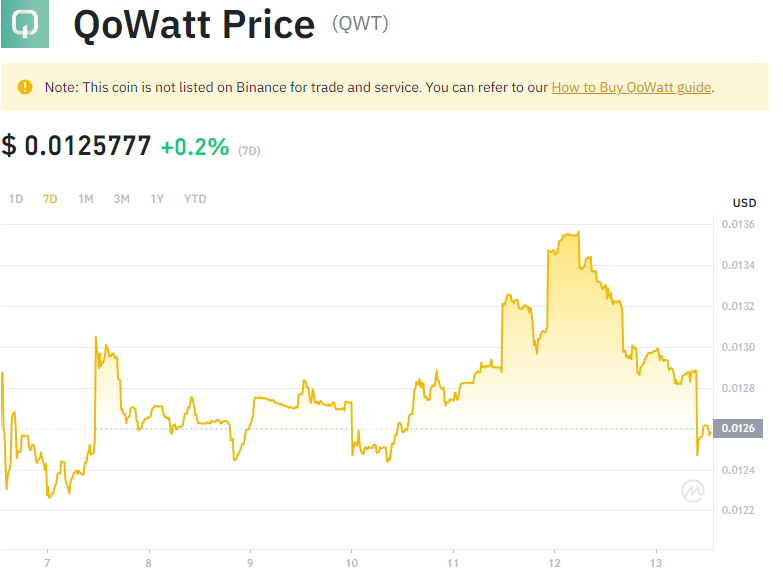 QoWatt Price (QWT)
Note: This coin is not listed on Binance for trade and service. You can refer to our How to Buy QoWatt guide.
$ 0.0125777 +0.2% (7D)
1D 7D 1M 3M 1Y YTD
USD
0.0136
0.0134
0.0132
0.0130
0.0128
0.0126
0.0124
0.0122
7 8 9 10 11 12 13